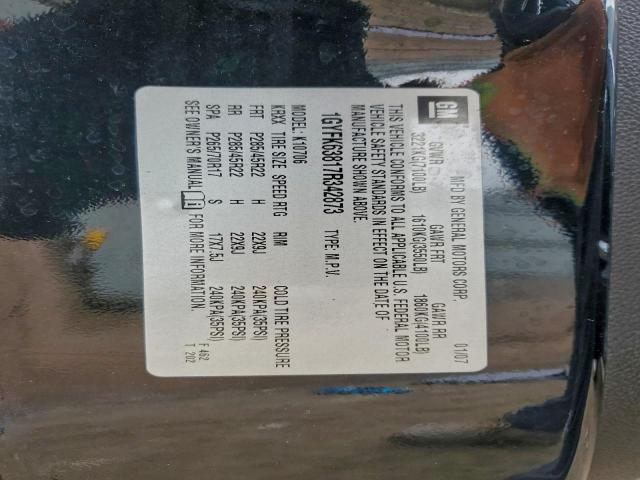 GM MFD BY GENERAL MOTORS CORP. 01/07
GVWR GAWR FRT GAWR RR
3221KG(7100LB) 1610KG(3550LB) 1860KG(4100LB)
THIS VEHICLE CONFORMS TO ALL APPLICABLE U.S. FEDERAL MOTOR
VEHICLE SAFETY STANDARDS IN EFFECT ON THE DATE OF
MANUFACTURE SHOWN ABOVE.
1GYFK63817R342873 TYPE: M.P.V.
MODEL: K10706
KRXX TIRE SIZE SPEED RTG RIM COLD TIRE PRESSURE
FRT P285/45R22 H 22X9J 240KPA(35PSI)
RR P285/45R22 H 22X9J 240KPA(35PSI)
SPA P265/70R17 S 17X7.5J 240KPA(35PSI)
SEE OWNER'S MANUAL i FOR MORE INFORMATION.
F 462
T 202